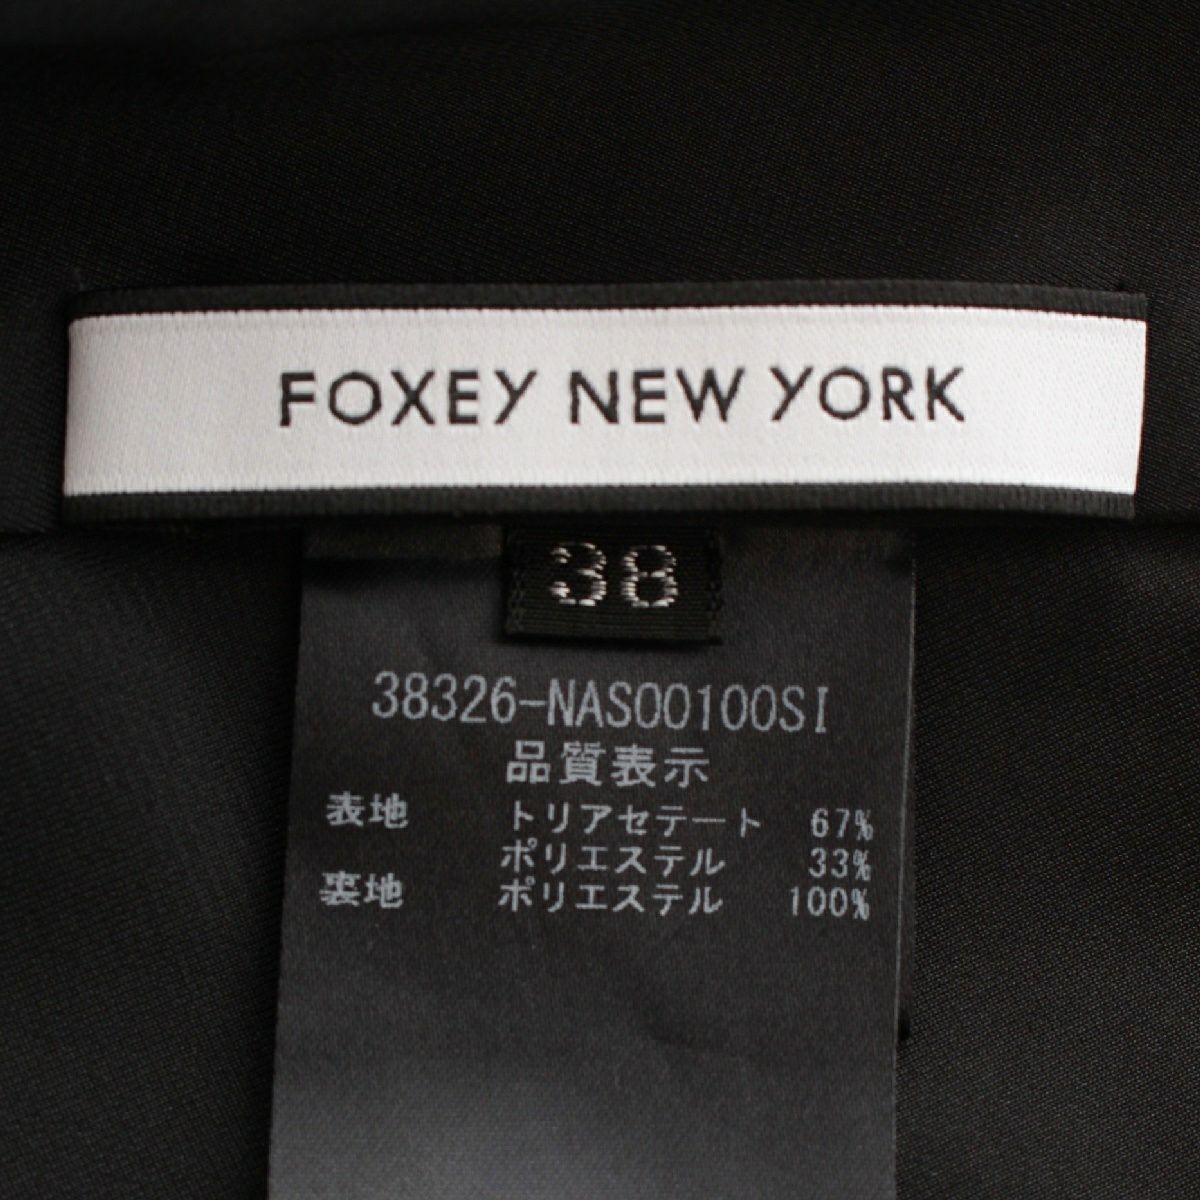 FOXEY NEW YORK
38
38326-NAS00100SI
品質表示
表地 トリアセテート 67%
ポリエステル 33%
裏地 ポリエステル 100%